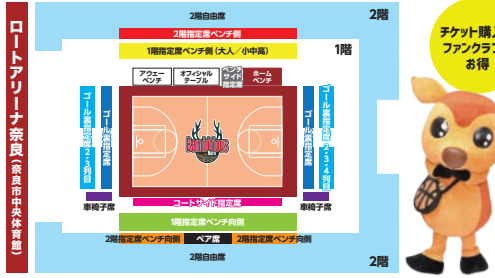 ロートアリーナ奈良(奈良市中央体育館)
2階自由席
2階
2階指定席ベンチ側
1階指定席ベンチ側(大人/小中高)
1階
アウェー
ベンチ
オフィシャル
テーブル
ベンチ
サイド
指定席
ホーム
ベンチ
ゴール裏指定席2・3列目
ゴール裏指定席
ゴール裏指定席
ゴール裏指定席2・3・4列目
BAMBITIOUS
NARA
車椅子席
コートサイド指定席
車椅子席
1階指定席ベンチ向側
2階指定席ベンチ向側
ペア席
2階指定席ベンチ向側
2階自由席
2階
チケット購入
ファンクラブ
お得